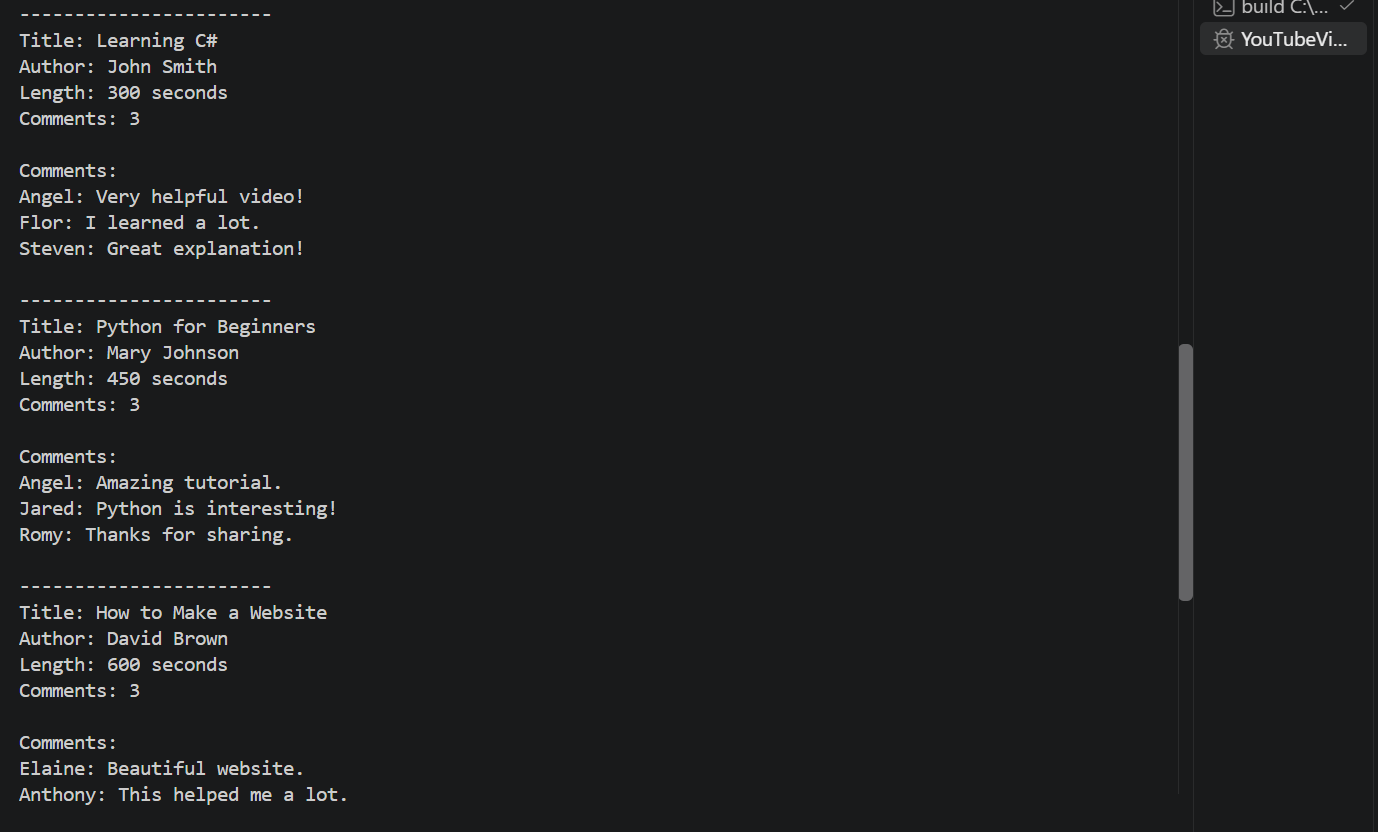 -----------------------
Title: Learning C#
Author: John Smith
Length: 300 seconds
Comments: 3

Comments:
Angel: Very helpful video!
Flor: I learned a lot.
Steven: Great explanation!

-----------------------
Title: Python for Beginners
Author: Mary Johnson
Length: 450 seconds
Comments: 3

Comments:
Angel: Amazing tutorial.
Jared: Python is interesting!
Romy: Thanks for sharing.

-----------------------
Title: How to Make a Website
Author: David Brown
Length: 600 seconds
Comments: 3

Comments:
Elaine: Beautiful website.
Anthony: This helped me a lot.
build C:\...
YouTubeVi...